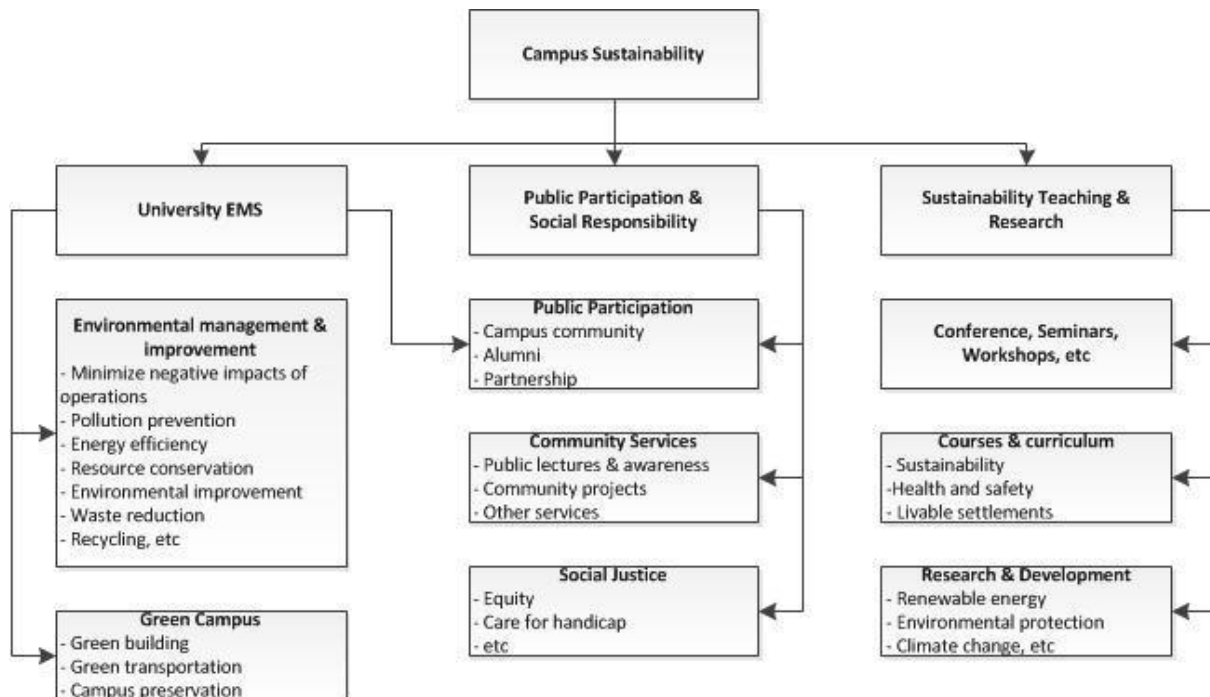 Campus Sustainability
University EMS
Public Participation &
Social Responsibility
Sustainability Teaching &
Research
Environmental management &
improvement
- Minimize negative impacts of
operations
- Pollution prevention
- Energy efficiency
- Resource conservation
- Environmental improvement
- Waste reduction
- Recycling, etc
Green Campus
- Green building
- Green transportation
- Campus preservation
Public Participation
- Campus community
- Alumni
- Partnership
Community Services
- Public lectures & awareness
- Community projects
- Other services
Social Justice
- Equity
- Care for handicap
- etc
Conference, Seminars,
Workshops, etc
Courses & curriculum
- Sustainability
-Health and safety
- Livable settlements
Research & Development
- Renewable energy
- Environmental protection
- Climate change, etc